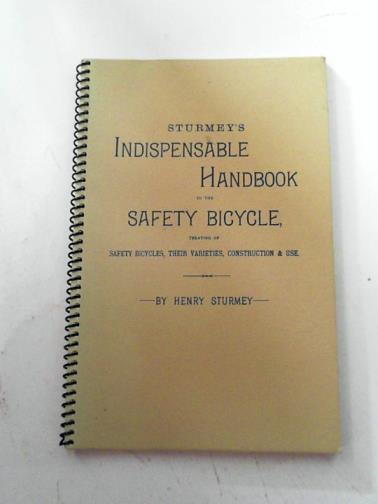 STURMEY'S
INDISPENSABLE
HANDBOOK
TO THE
SAFETY BICYCLE,
TREATING OF
SAFETY BICYCLES, THEIR VARIETIES, CONSTRUCTION & USE.
BY HENRY STURMEY